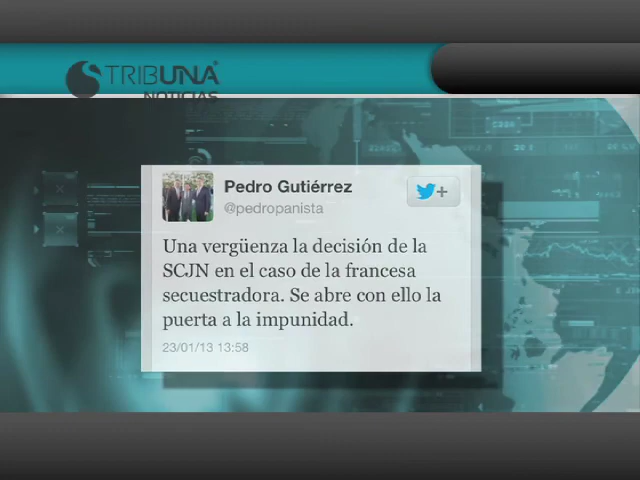 TRIBUNA
NOTICIAS
Pedro Gutiérrez
@pedropanista
Una vergüenza la decisión de la
SCJN en el caso de la francesa
secuestradora. Se abre con ello la
puerta a la impunidad.
23/01/13 13:58